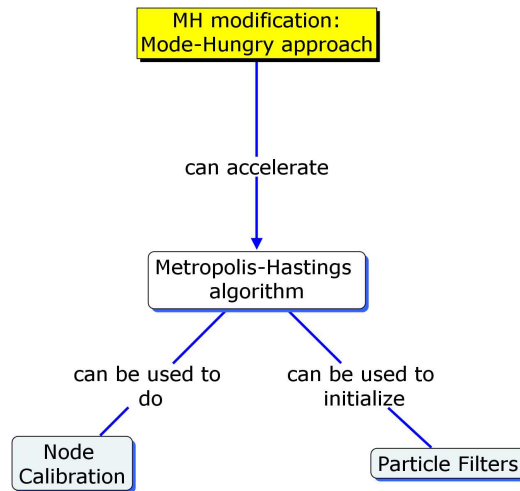 MH modification:
Mode-Hungry approach
can accelerate
Metropolis-Hastings
algorithm
can be used to
do
can be used to
initialize
Node
Calibration
Particle Filters